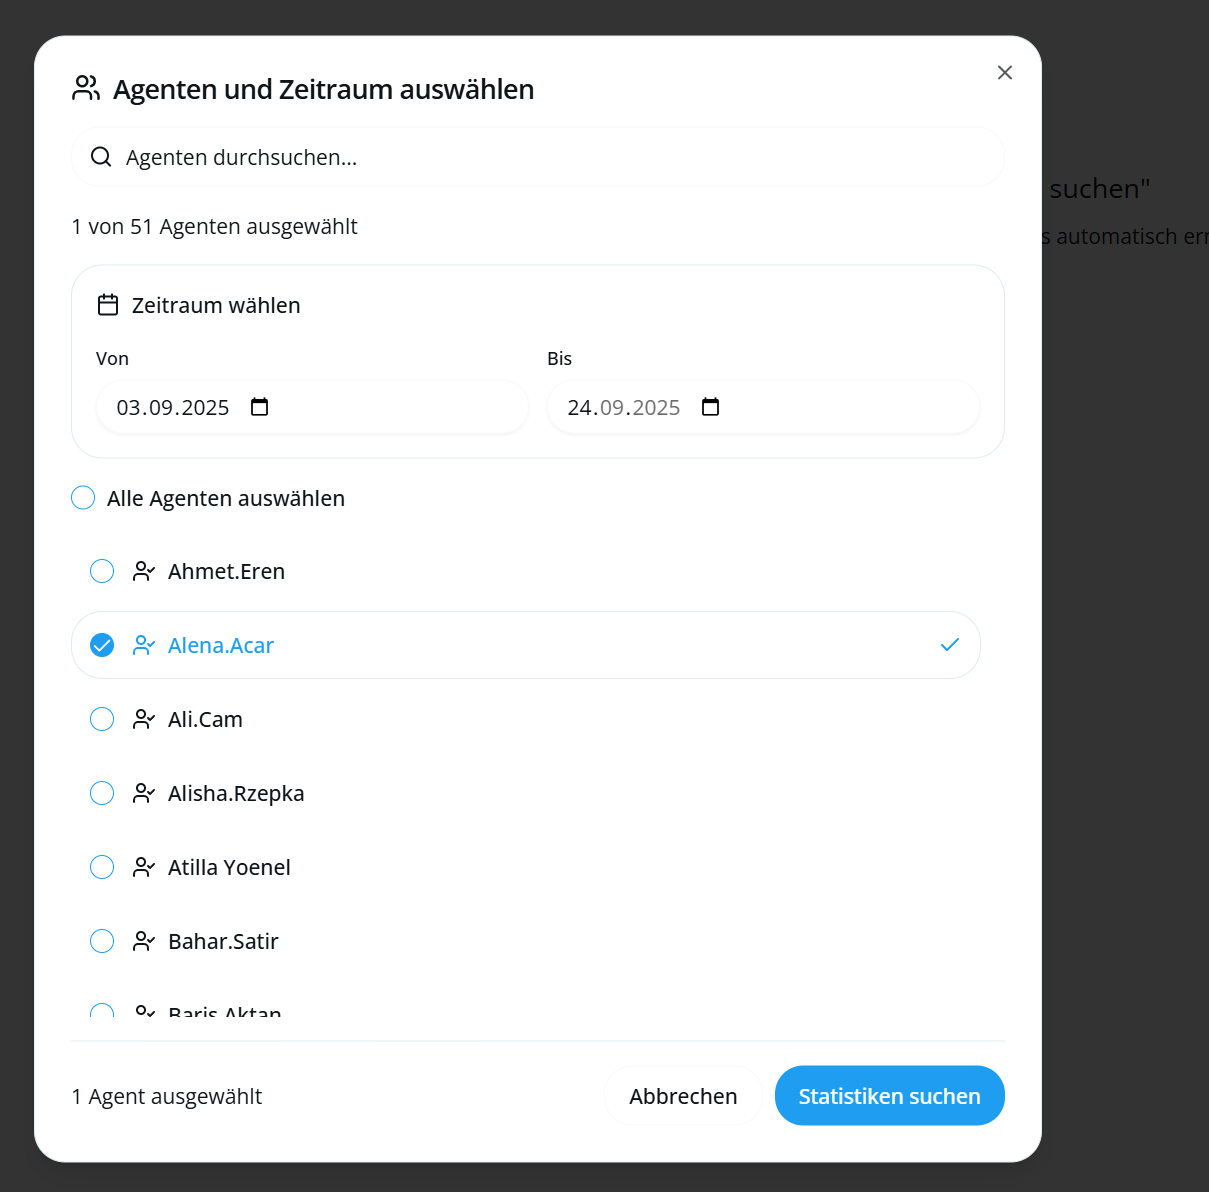 Agenten und Zeitraum auswählen
Agenten durchsuchen...
suchen"
1 von 51 Agenten ausgewählt
s automatisch err
Zeitraum wählen
Von Bis
03.09.2025 24.09.2025
Alle Agenten auswählen
Ahmet.Eren
Alena.Acar
Ali.Cam
Alisha.Rzepka
Atilla Yoenel
Bahar.Satir
Baris.Aktan
1 Agent ausgewählt Abbrechen Statistiken suchen